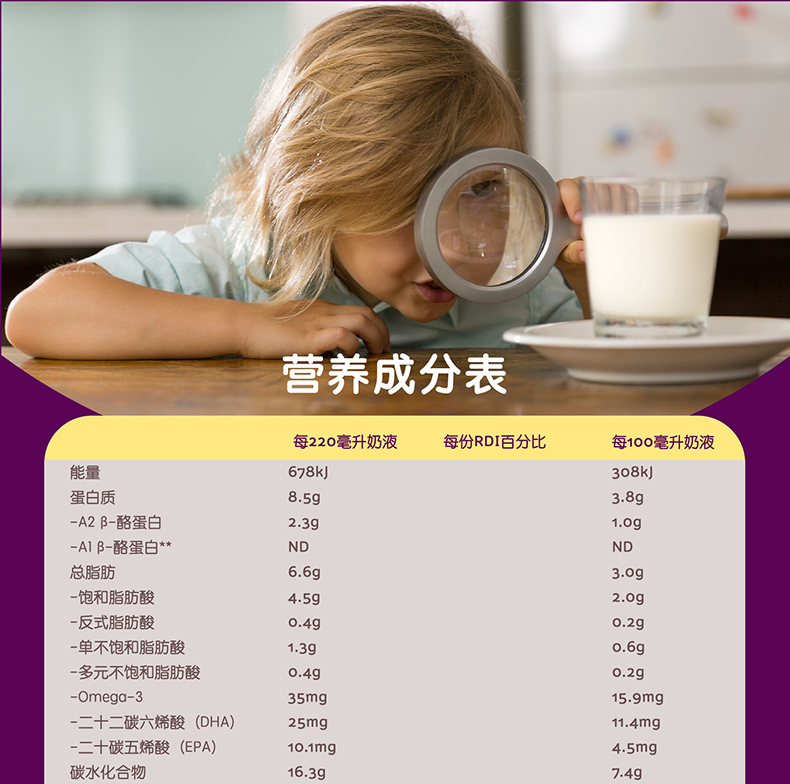 营养成分表
每220毫升奶液 每份RDI百分比 每100毫升奶液
能量 678kJ 308kJ
蛋白质 8.5g 3.8g
-A2 β-酪蛋白 2.3g 1.0g
-A1 β-酪蛋白** ND ND
总脂肪 6.6g 3.0g
-饱和脂肪酸 4.5g 2.0g
-反式脂肪酸 0.4g 0.2g
-单不饱和脂肪酸 1.3g 0.6g
-多元不饱和脂肪酸 0.4g 0.2g
-Omega-3 35mg 15.9mg
-二十二碳六烯酸（DHA） 25mg 11.4mg
-二十碳五烯酸（EPA） 10.1mg 4.5mg
碳水化合物 16.3g 7.4g